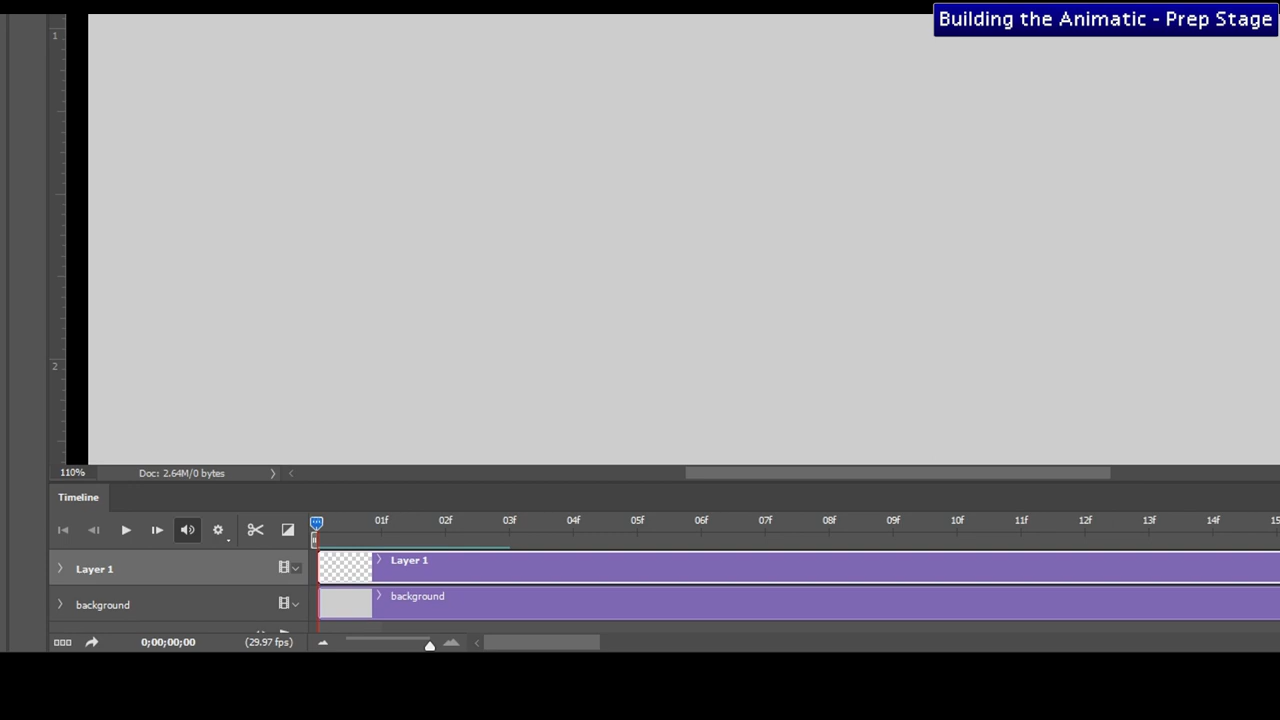 Building the Animatic - Prep Stage
1
2
110%
Doc: 2.64M/0 bytes
Timeline
01f 02f 03f 04f 05f 06f 07f 08f 09f 10f 11f 12f 13f 14f 15
Layer 1
Layer 1
background
background
0;00;00;00
(29.97 fps)